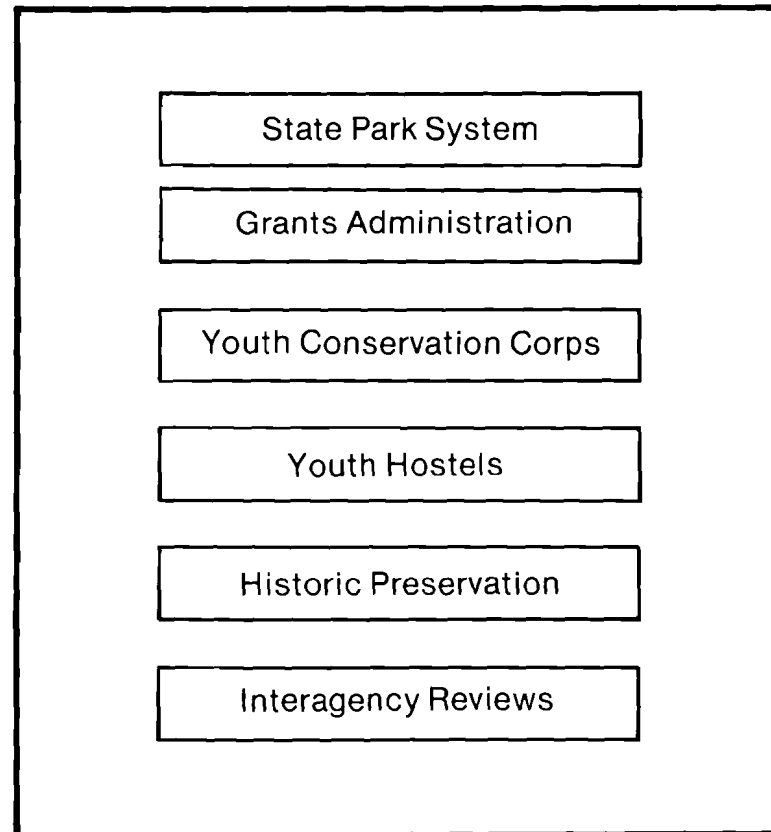 State Park System
Grants Administration
Youth Conservation Corps
Youth Hostels
Historic Preservation
Interagency Reviews